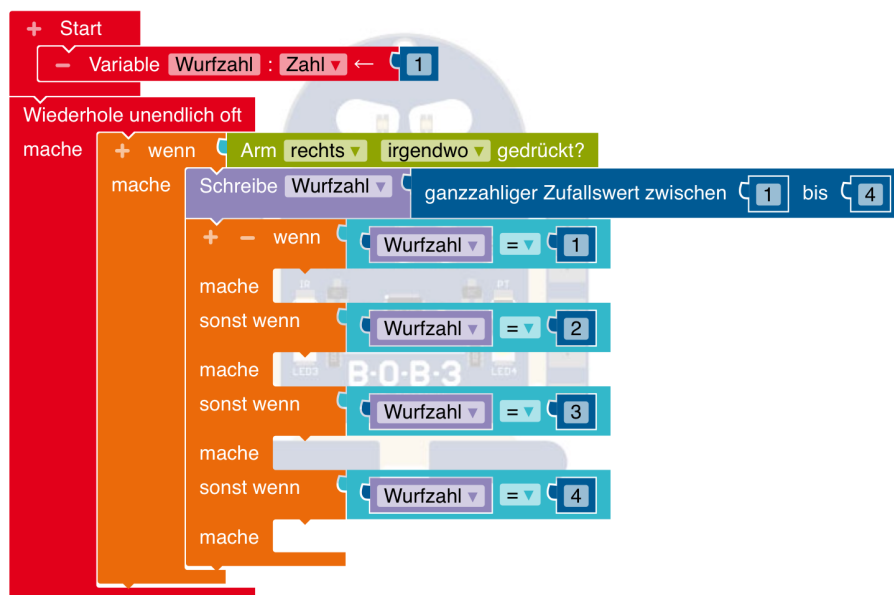 + Start
− Variable Wurfzahl : Zahl ▾ ← 1
Wiederhole unendlich oft
mache + wenn Arm rechts ▾ irgendwo ▾ gedrückt?
mache Schreibe Wurfzahl ▾ ganzzahliger Zufallswert zwischen 1 bis 4
+ − wenn Wurfzahl ▾ = ▾ 1
mache
IR PT
sonst wenn Wurfzahl ▾ = ▾ 2
mache
LED3 B·O·B-3 LED4
sonst wenn Wurfzahl ▾ = ▾ 3
mache
sonst wenn Wurfzahl ▾ = ▾ 4
mache